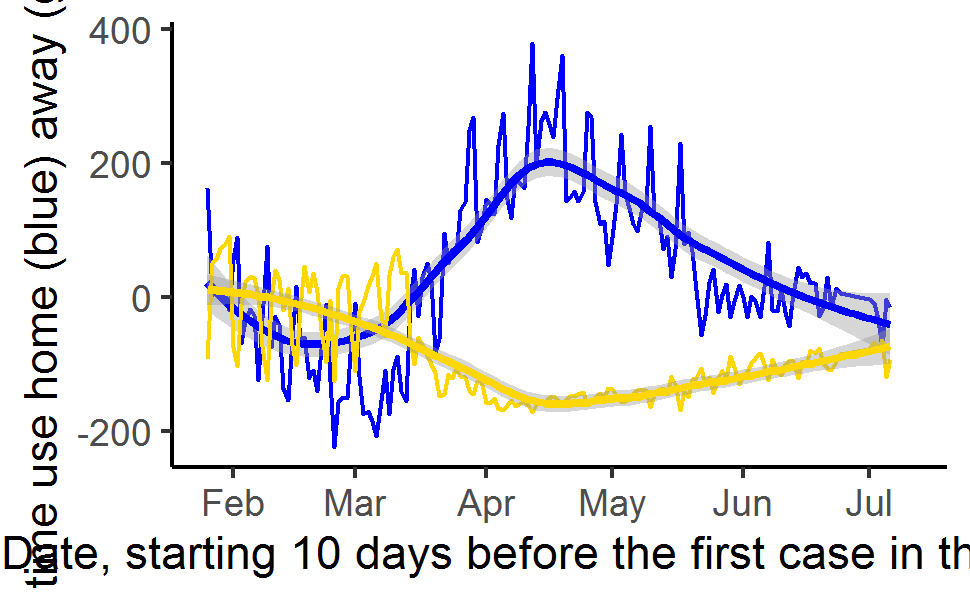 time use home (blue) away (
400
200
0
-200
Feb Mar Apr May Jun Jul
Date, starting 10 days before the first case in th